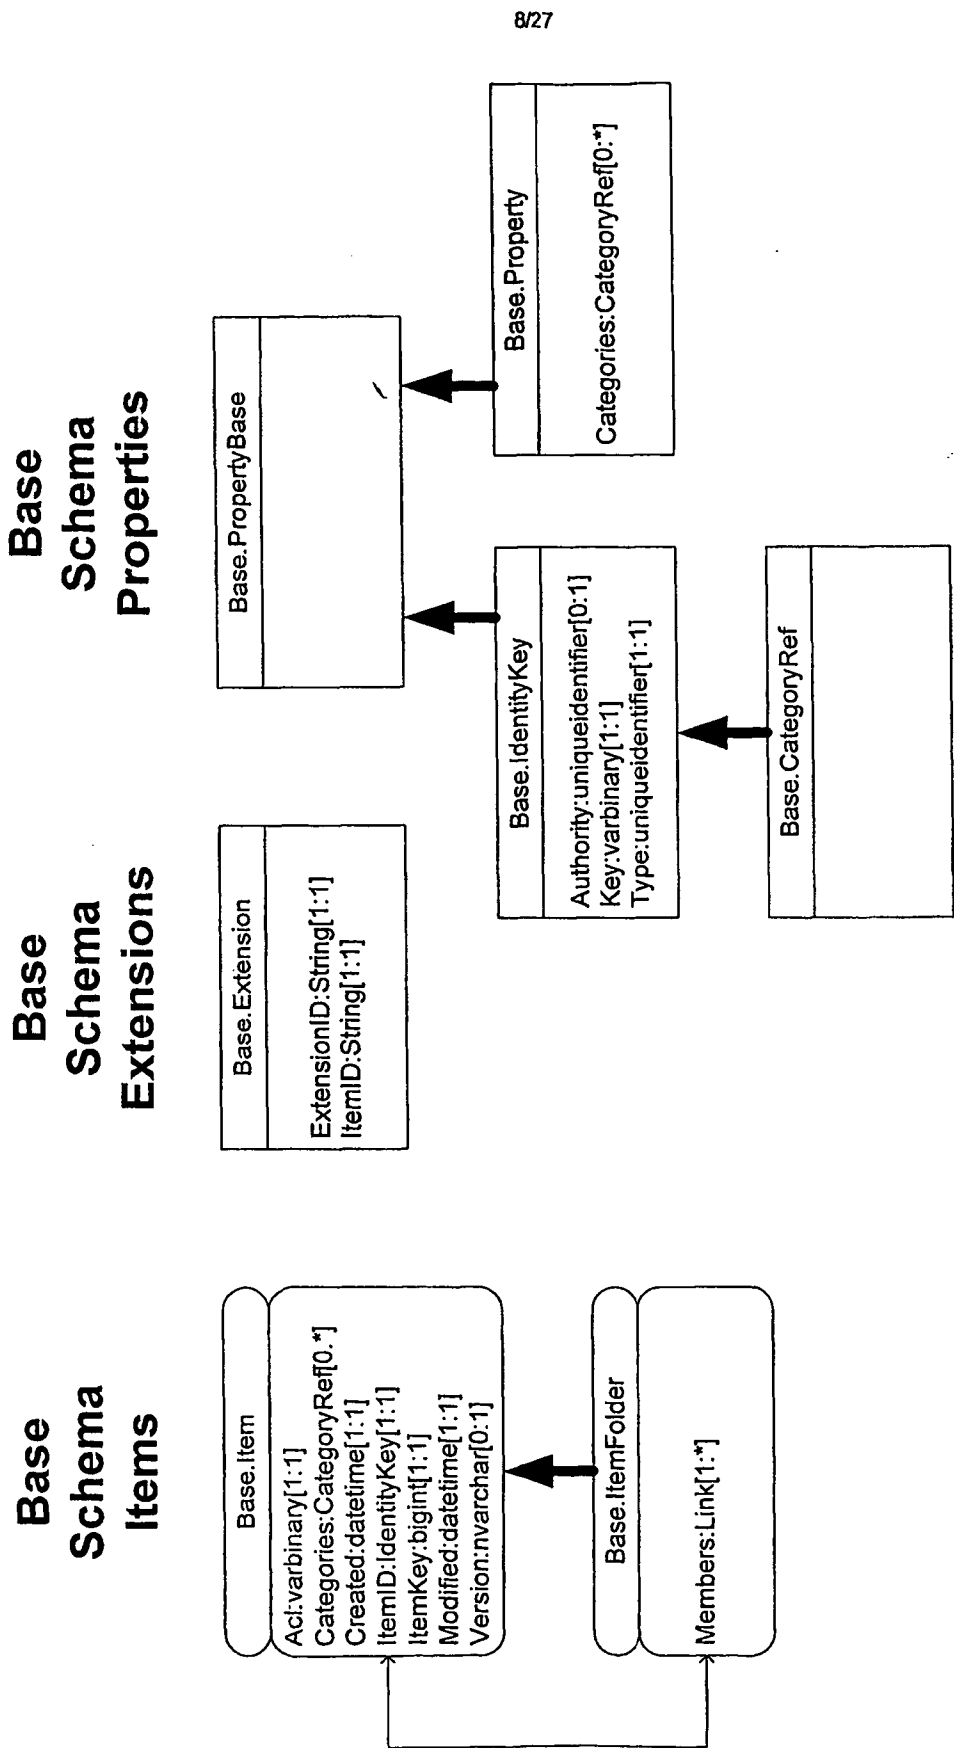 8/27
Base
Schema
Items
Base.Item
Acl:varbinary[1:1]
Categories:CategoryRef[0.*]
Created:datetime[1:1]
ItemID:IdentityKey[1:1]
ItemKey:bigint[1:1]
Modified:datetime[1:1]
Version:nvarchar[0:1]
Base.ItemFolder
Members:Link[1:*]
Base
Schema
Extensions
Base.Extension
ExtensionID:String[1:1]
ItemID:String[1:1]
Base
Schema
Properties
Base.PropertyBase
Base.IdentityKey
Authority:uniqueidentifier[0:1]
Key:varbinary[1:1]
Type:uniqueidentifier[1:1]
Base.Property
Categories:CategoryRef[0:*]
Base.CategoryRef